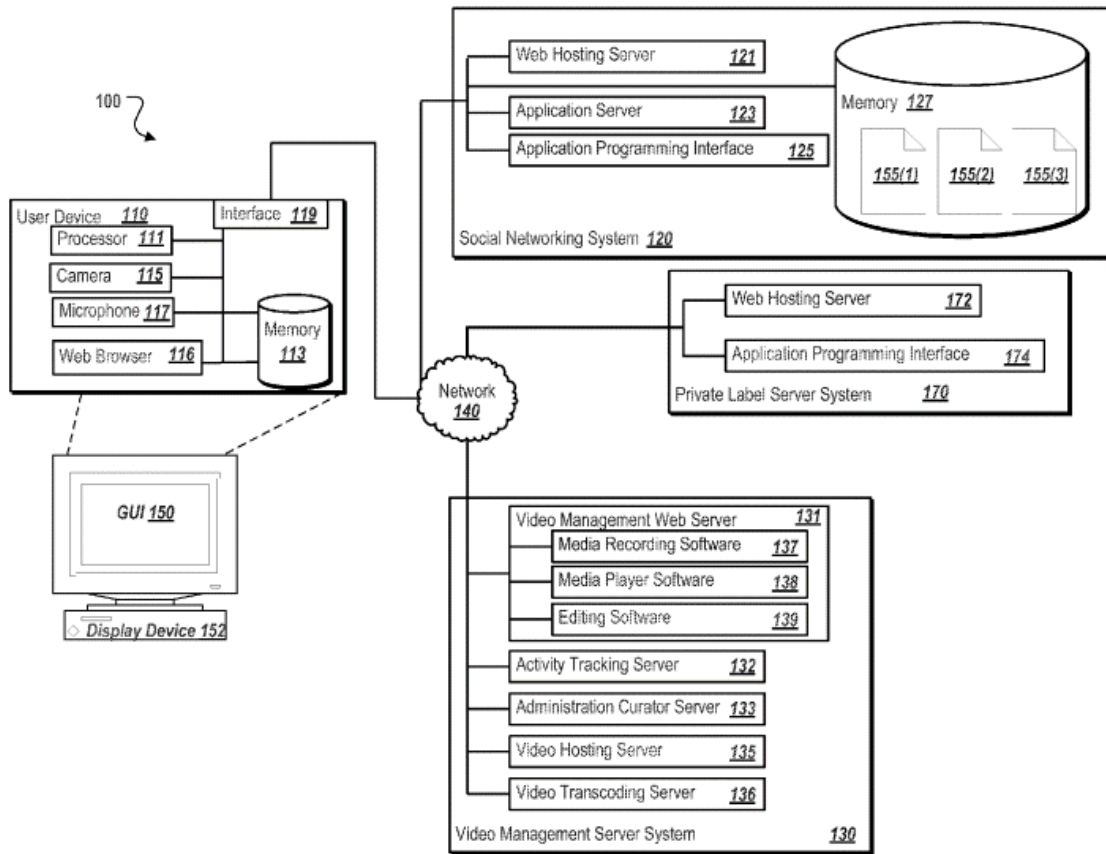 100
User Device 110
Interface 119
Processor 111
Camera 115
Microphone 117
Web Browser 116
Memory
113
GUI 150
Display Device 152
Web Hosting Server 121
Application Server 123
Application Programming Interface 125
Memory 127
155(1) 155(2) 155(3)
Social Networking System 120
Web Hosting Server 172
Application Programming Interface 174
Private Label Server System 170
Network
140
Video Management Web Server 131
Media Recording Software 137
Media Player Software 138
Editing Software 139
Activity Tracking Server 132
Administration Curator Server 133
Video Hosting Server 135
Video Transcoding Server 136
Video Management Server System 130